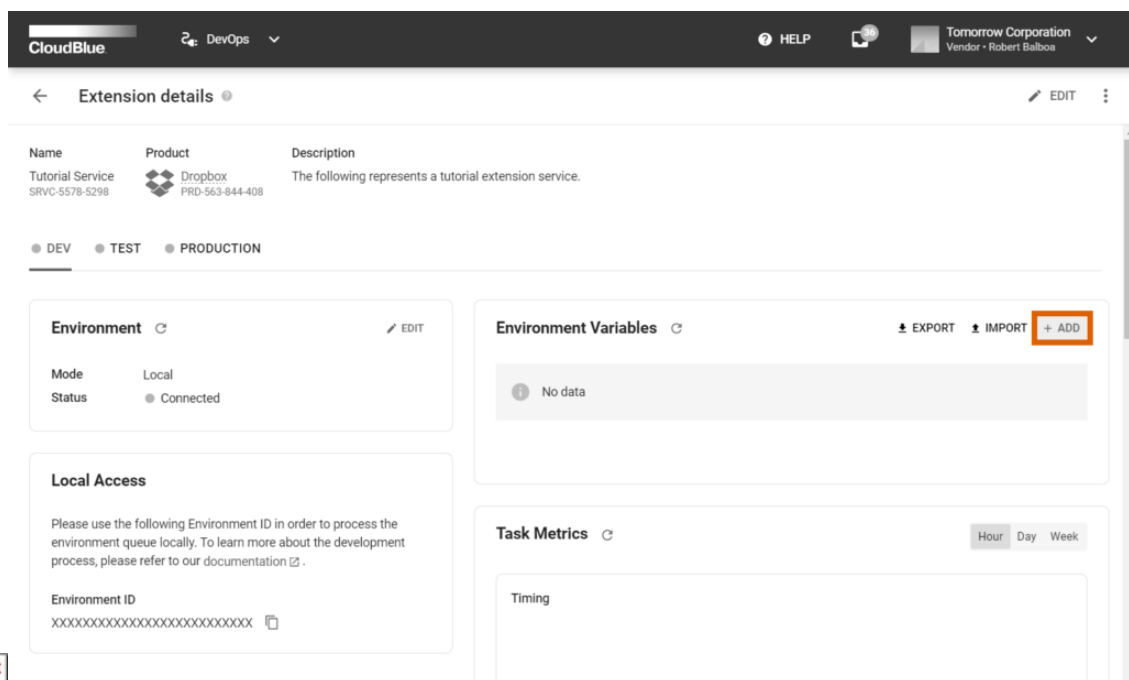 CloudBlue DevOps HELP 36 Tomorrow Corporation
Vendor • Robert Balboa
Extension details EDIT
Name Product Description
Tutorial Service Dropbox The following represents a tutorial extension service.
SRVC-5578-5298 PRD-563-844-408
DEV TEST PRODUCTION
Environment EDIT
Mode Local
Status Connected
Environment Variables EXPORT IMPORT + ADD
No data
Local Access
Please use the following Environment ID in order to process the
environment queue locally. To learn more about the development
process, please refer to our documentation .
Environment ID
XXXXXXXXXXXXXXXXXXXXXXXXXX
Task Metrics Hour Day Week
Timing